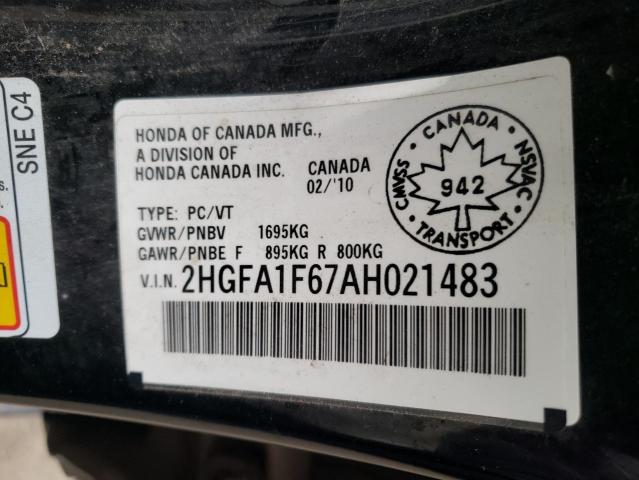 SNE C4
s.
HONDA OF CANADA MFG.,
A DIVISION OF
HONDA CANADA INC. CANADA
02/'10
TYPE: PC/VT
GVWR/PNBV 1695KG
GAWR/PNBE F 895KG R 800KG
V.I.N. 2HGFA1F67AH021483
CANADA
CMVSS 942 NSVAC
TRANSPORT